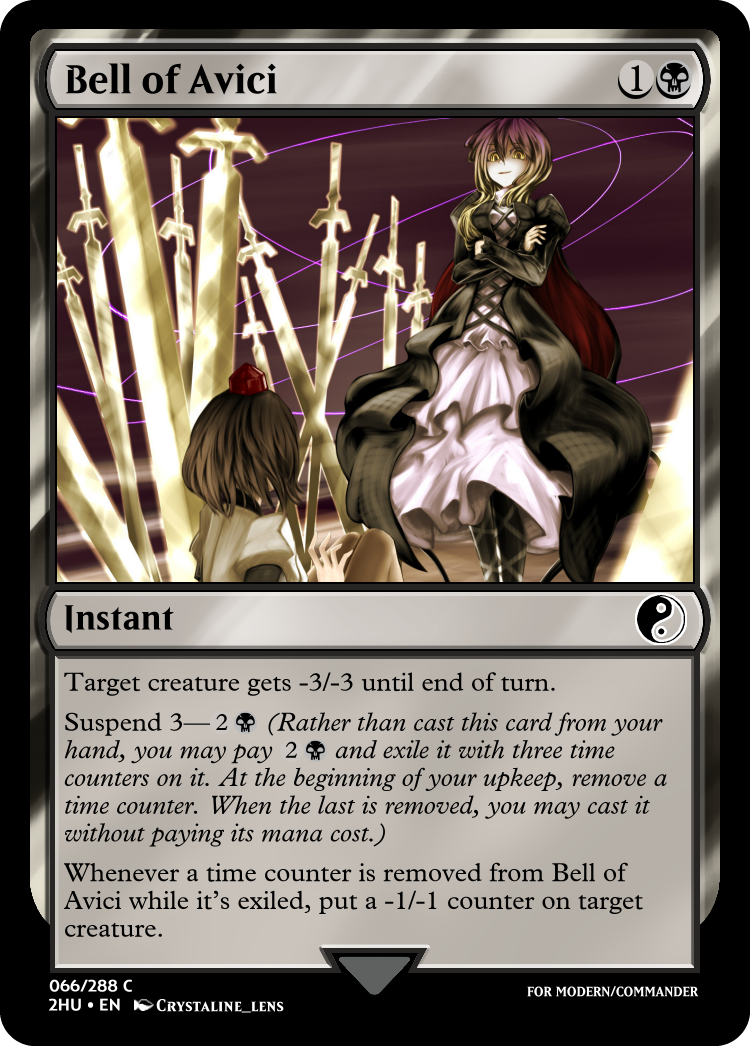 Bell of Avici 1
Instant
Target creature gets -3/-3 until end of turn.
Suspend 3— 2 (Rather than cast this card from your
hand, you may pay 2 and exile it with three time
counters on it. At the beginning of your upkeep, remove a
time counter. When the last is removed, you may cast it
without paying its mana cost.)
Whenever a time counter is removed from Bell of
Avici while it's exiled, put a -1/-1 counter on target
creature.
066/288 C
2HU • EN Crystaline_lens
FOR MODERN/COMMANDER